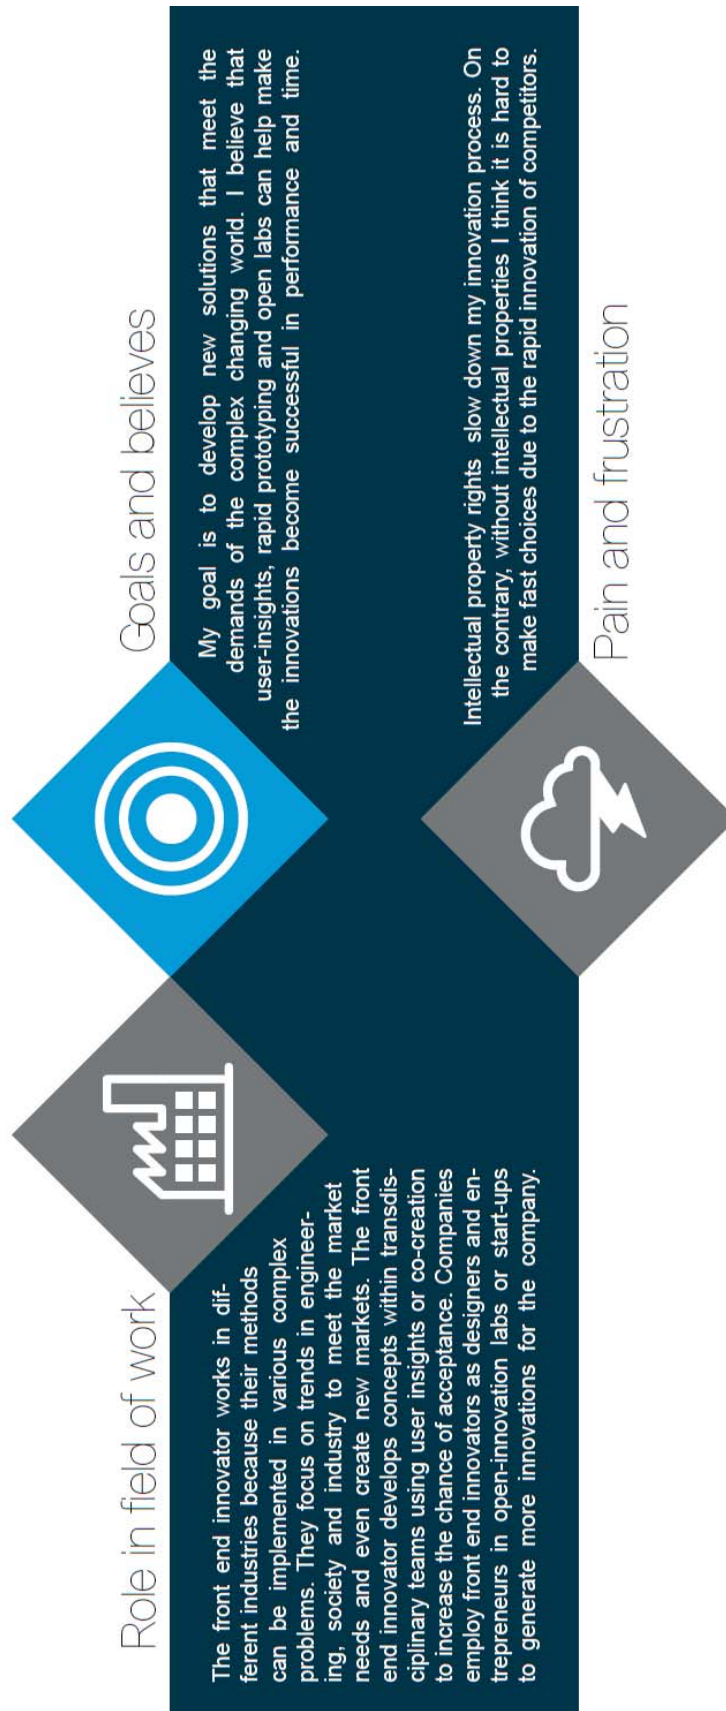 Role in field of work
The front end innovator works in dif-
ferent industries because their methods
can be implemented in various complex
problems. They focus on trends in engineer-
ing, society and industry to meet the market
needs and even create new markets. The front
end innovator develops concepts within transdis-
ciplinary teams using user insights or co-creation
to increase the chance of acceptance. Companies
employ front end innovators as designers and en-
trepreneurs in open-innovation labs or start-ups
to generate more innovations for the company.
Goals and believes
My goal is to develop new solutions that meet the
demands of the complex changing world. I believe that
user-insights, rapid prototyping and open labs can help make
the innovations become successful in performance and time.
Intellectual property rights slow down my innovation process. On
the contrary, without intellectual properties I think it is hard to
make fast choices due to the rapid innovation of competitors.
Pain and frustration